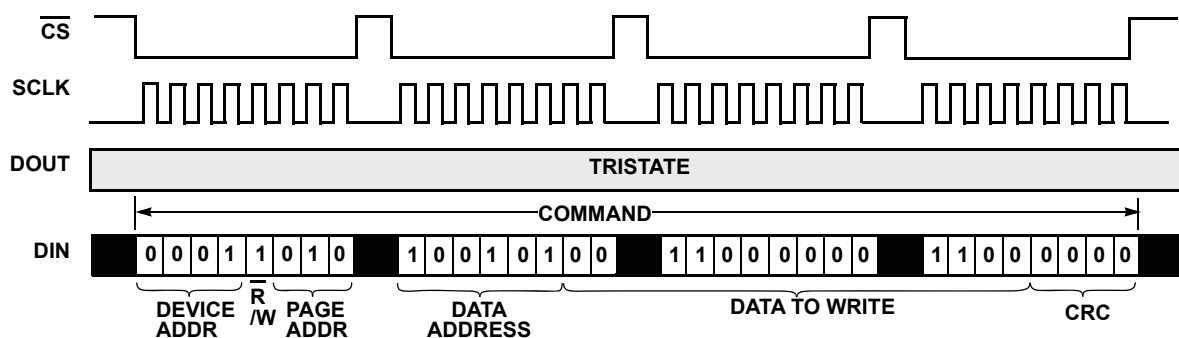 CS
SCLK
DOUT
TRISTATE
COMMAND
DIN
0 0 0 1 1 0 1 0
1 0 0 1 0 1 0 0
1 1 0 0 0 0 0 0
1 1 0 0 0 0 0 0
DEVICE
ADDR
R
/W
PAGE
ADDR
DATA
ADDRESS
DATA TO WRITE
CRC